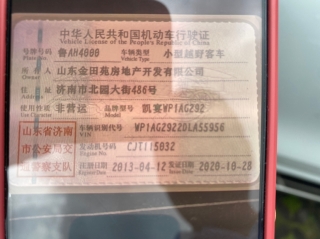 中华人民共和国机动车行驶证
Vehicle License of the People's Republic of China
号牌号码 鲁AH4000 车辆类型 小型越野客车
Plate No. Vehicle Type
所有人 山东金田苑房地产开发有限公司
住址 济南市北园大街486号
使用性质 非营运 品牌型号 凯宴WP1AG292
Use Character
山东省济南
市公安局交
通警察支队
车辆识别代号 WP1AG2922DLA55956
VIN
发动机号码 CJT115032
Engine No.
注册日期 2013-04-12 发证日期 2020-10-28